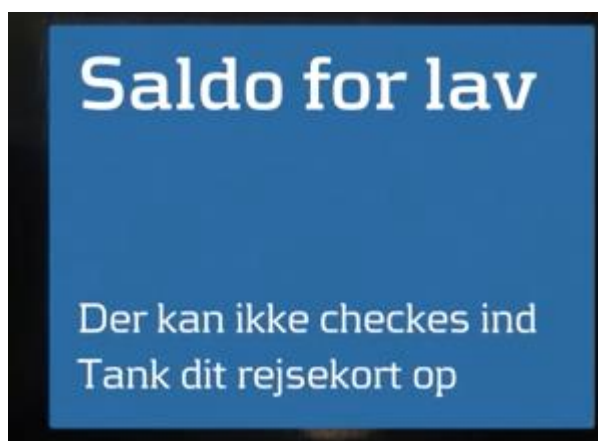 Saldo for lav
Der kan ikke checkes ind
Tank dit rejsekort op